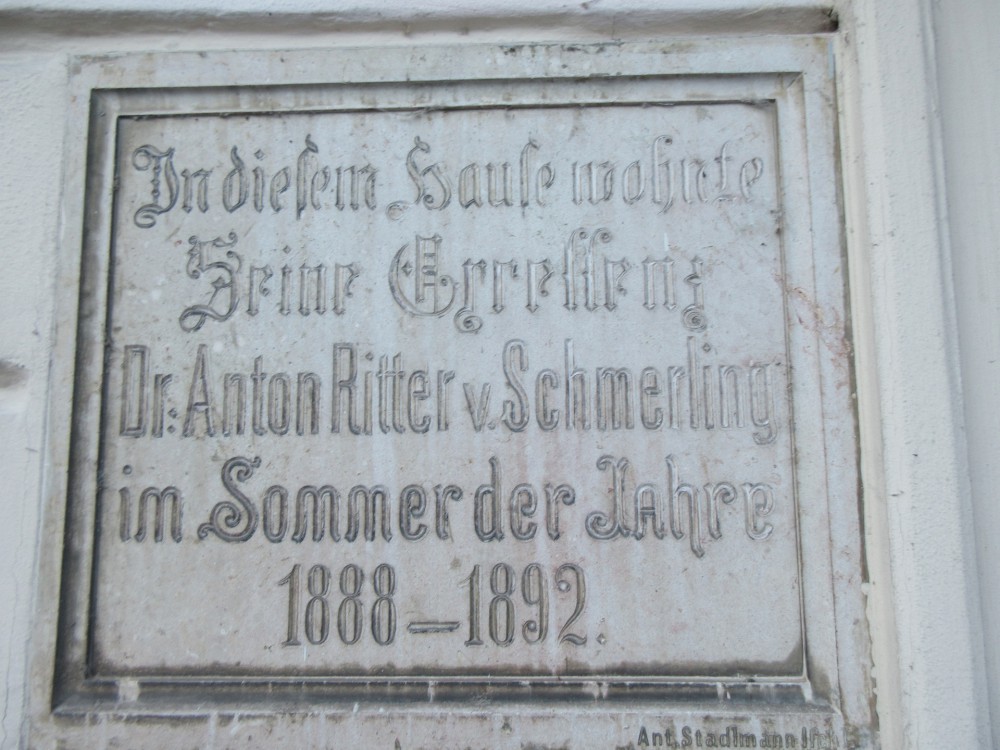 In diesem Hause wohnte
Seine Excellenz
Dr: Anton Ritter v. Schmerling
im Sommer der Jahre
1888 – 1892.
Ant. Stadlmann